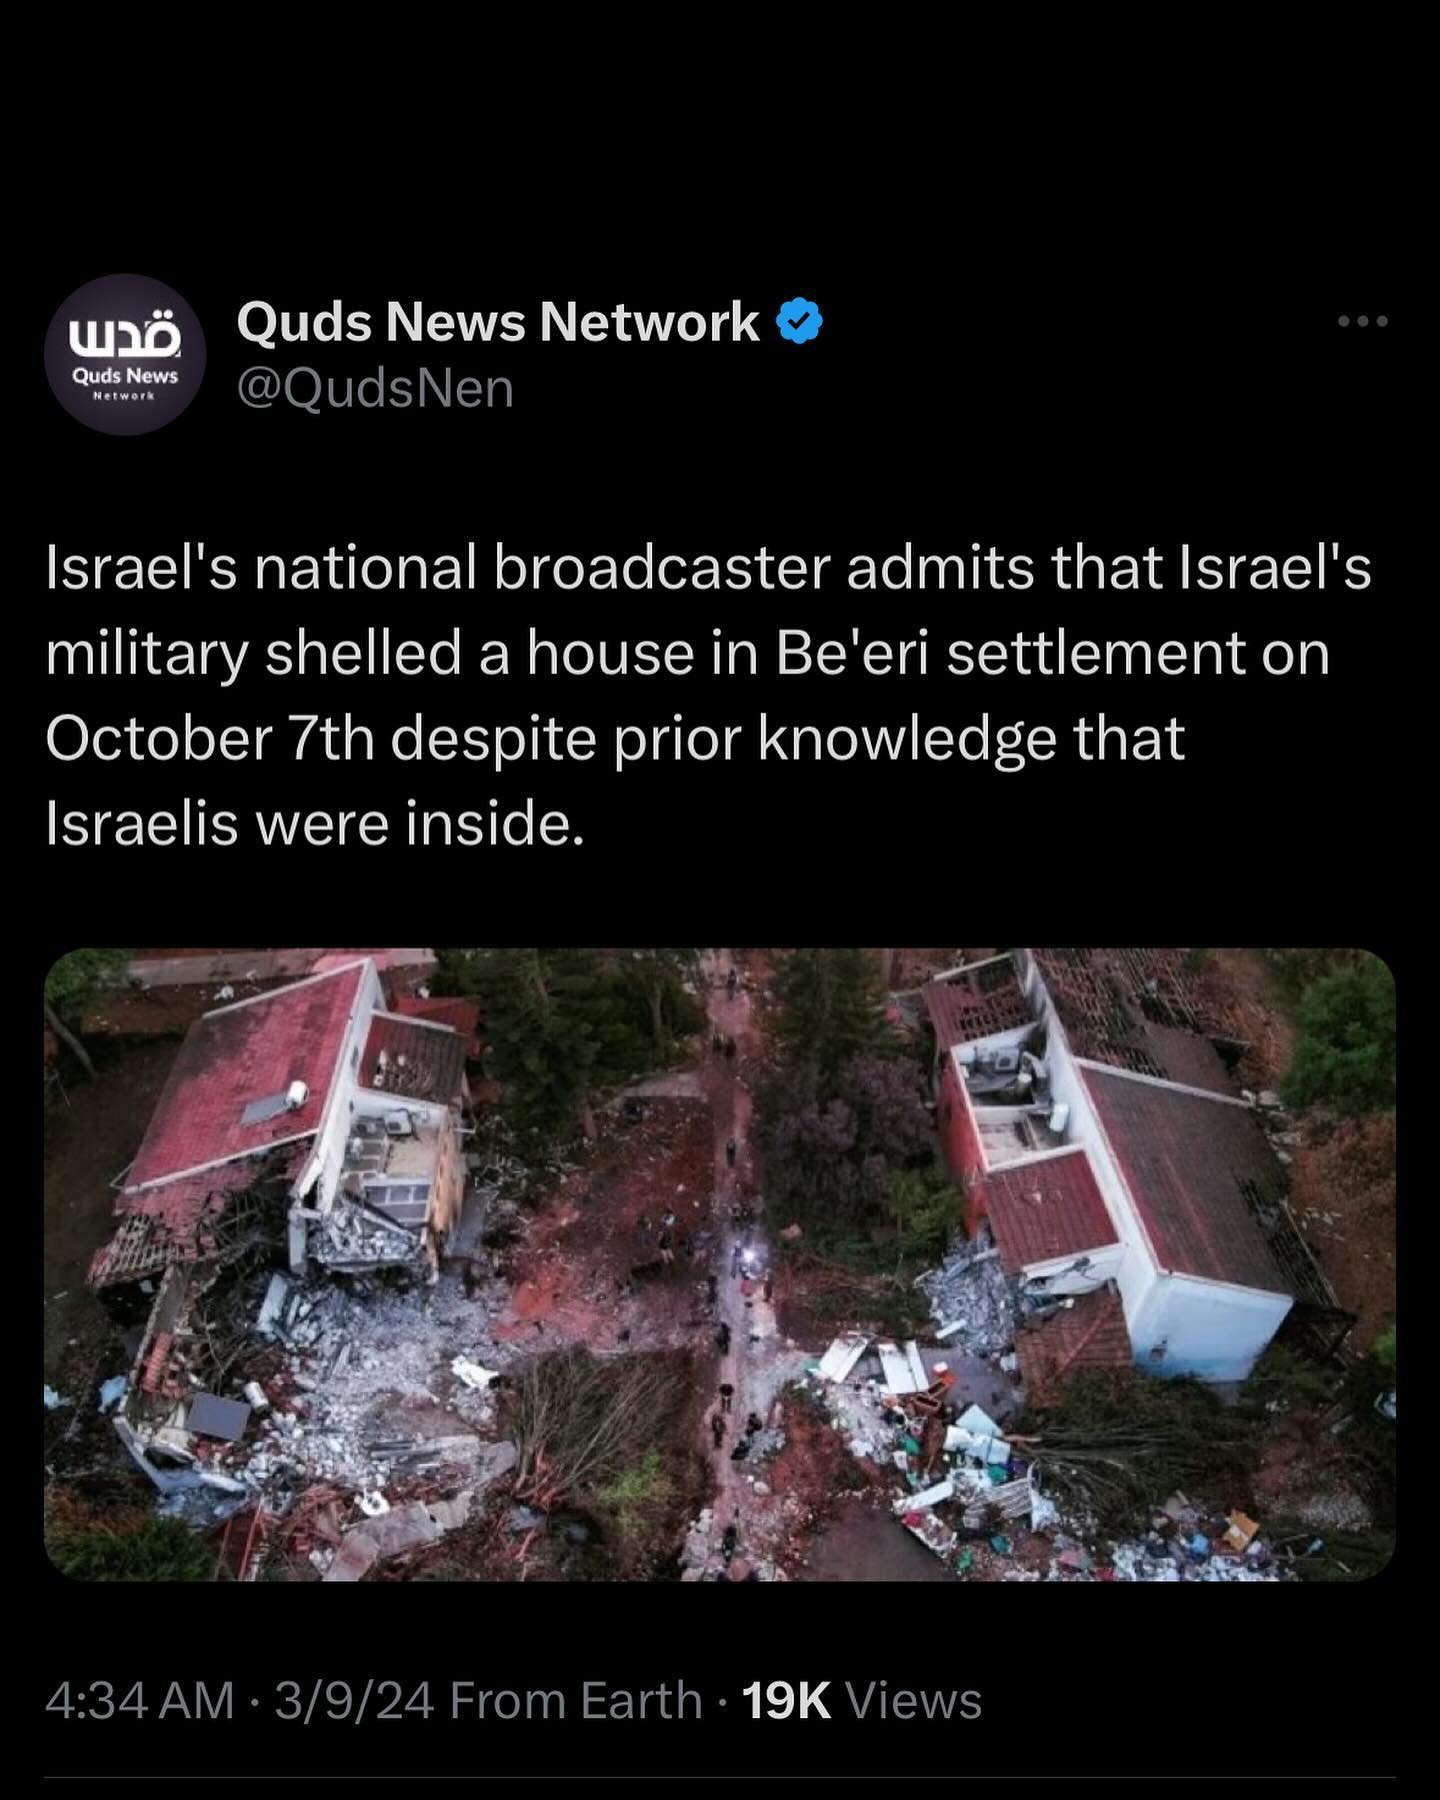 قدس
Quds News
Network
Quds News Network
@QudsNen
Israel's national broadcaster admits that Israel's
military shelled a house in Be'eri settlement on
October 7th despite prior knowledge that
Israelis were inside.
4:34 AM · 3/9/24 From Earth · 19K Views